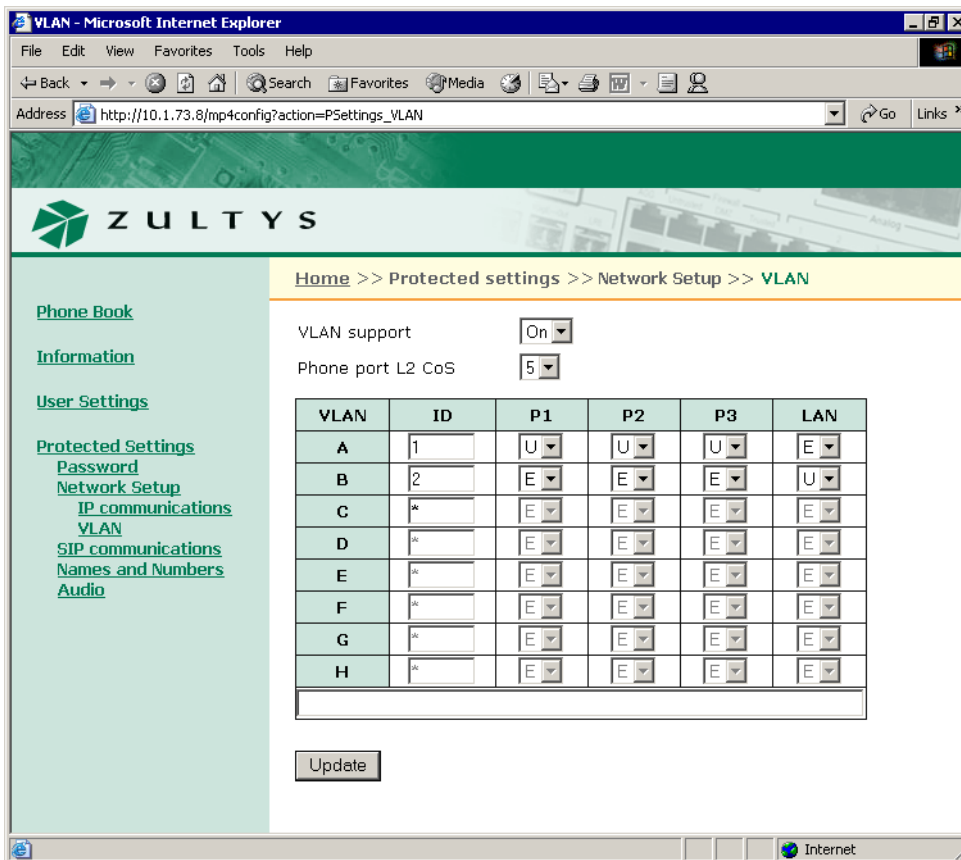 VLAN - Microsoft Internet Explorer
File Edit View Favorites Tools Help
Back Search Favorites Media
Address http://10.1.73.8/mp4config?action=PSettings_VLAN Go Links »
ZULTYS
Home >> Protected settings >> Network Setup >> VLAN
Phone Book
Information
User Settings
Protected Settings
Password
Network Setup
IP communications
VLAN
SIP communications
Names and Numbers
Audio
VLAN support On
Phone port L2 CoS 5
VLAN ID P1 P2 P3 LAN
A 1 U U U E
B 2 E E E U
C * E E E E
D * E E E E
E * E E E E
F * E E E E
G * E E E E
H * E E E E
Update
Internet